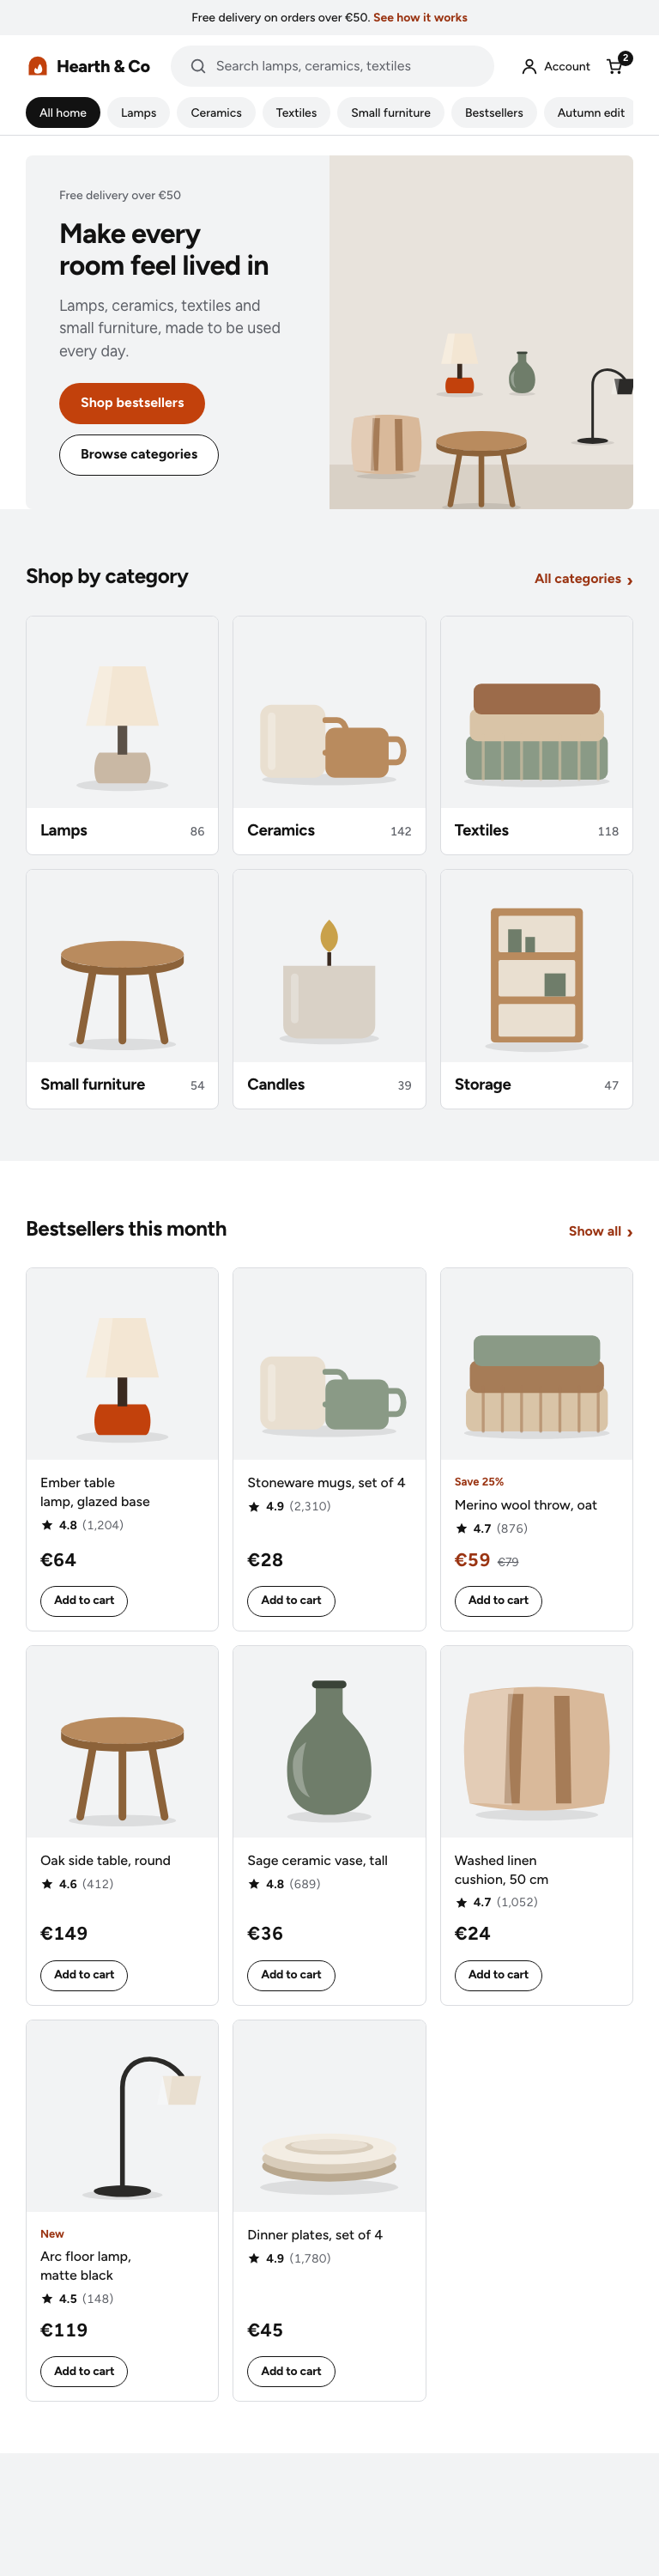 Free delivery on orders over €50. See how it works
Hearth & Co
Search lamps, ceramics, textiles
Account
2
All home
Lamps
Ceramics
Textiles
Small furniture
Bestsellers
Autumn edit
Free delivery over €50
Make every
room feel lived in
Lamps, ceramics, textiles and
small furniture, made to be used
every day.
Shop bestsellers
Browse categories
Shop by category
All categories ›
Lamps 86
Ceramics 142
Textiles 118
Small furniture 54
Candles 39
Storage 47
Bestsellers this month
Show all ›
Ember table
lamp, glazed base
★ 4.8 (1,204)
€64
Add to cart
Stoneware mugs, set of 4
★ 4.9 (2,310)
€28
Add to cart
Save 25%
Merino wool throw, oat
★ 4.7 (876)
€59 €79
Add to cart
Oak side table, round
★ 4.6 (412)
€149
Add to cart
Sage ceramic vase, tall
★ 4.8 (689)
€36
Add to cart
Washed linen
cushion, 50 cm
★ 4.7 (1,052)
€24
Add to cart
New
Arc floor lamp,
matte black
★ 4.5 (148)
€119
Add to cart
Dinner plates, set of 4
★ 4.9 (1,780)
€45
Add to cart